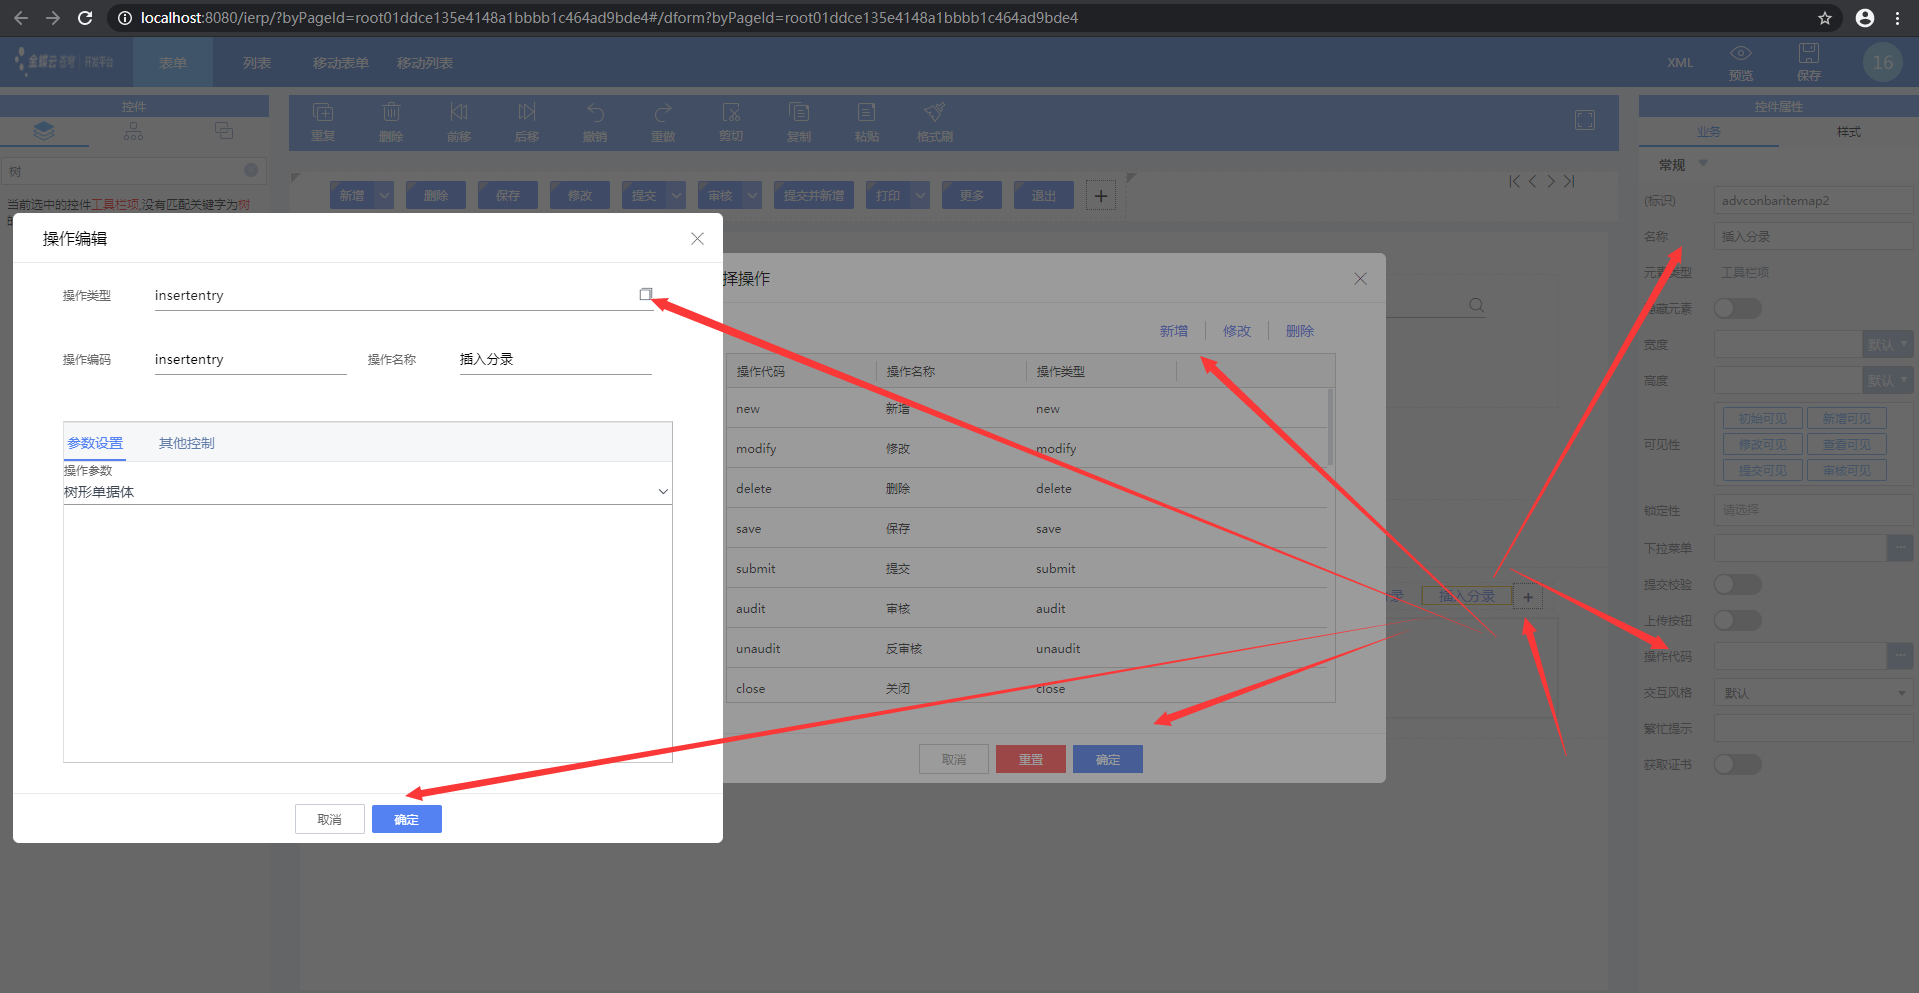 localhost:8080/ierp/?byPageId=root01ddce135e4148a1bbbb1c464ad9bde4#/dform?byPageId=root01ddce135e4148a1bbbb1c464ad9bde4
金蝶云 苍穹 | 开发平台
表单
列表
移动表单
移动列表
XML
预览
保存
16
控件
树
当前选中的控件工具栏项,没有匹配关键字为树
重复
删除
前移
后移
撤销
重做
剪切
复制
粘贴
格式刷
新增
删除
保存
修改
提交
审核
提交并新增
打印
更多
退出
操作编辑
操作类型
insertentry
操作编码
insertentry
操作名称
插入分录
参数设置
其他控制
操作参数
树形单据体
取消
确定
择操作
新增
修改
删除
操作代码 操作名称 操作类型
new 新增 new
modify 修改 modify
delete 删除 delete
save 保存 save
submit 提交 submit
audit 审核 audit
unaudit 反审核 unaudit
close 关闭 close
取消
重置
确定
录
插入分录
控件属性
业务
样式
常规
(标识) advconbaritemap2
名称 插入分录
元素类型 工具栏项
隐藏元素
宽度 默认
高度 默认
可见性
初始可见 新增可见
修改可见 查看可见
提交可见 审核可见
锁定性 请选择
下拉菜单
提交校验
上传按钮
操作代码
交互风格 默认
繁忙提示
获取证书